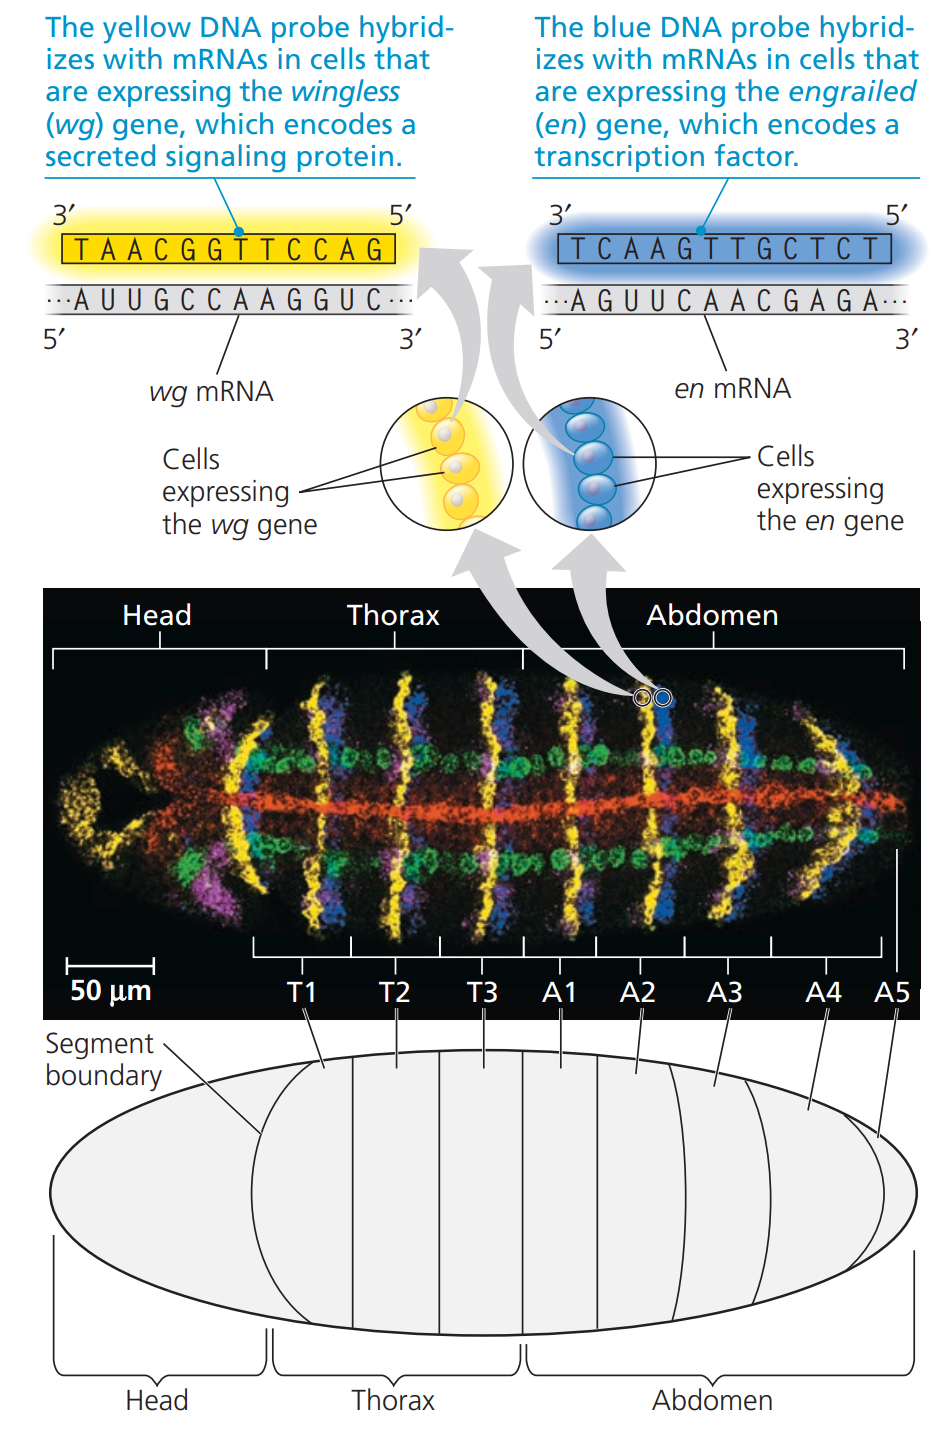 The yellow DNA probe hybrid-
izes with mRNAs in cells that
are expressing the wingless
(wg) gene, which encodes a
secreted signaling protein.
The blue DNA probe hybrid-
izes with mRNAs in cells that
are expressing the engrailed
(en) gene, which encodes a
transcription factor.
3′ 5′
TAACGGTTCCAG
···AUUGCCAAGGUC···
5′ 3′
wg mRNA
3′ 5′
TCAAGTTGCTCT
···AGUUCAACGAGA···
5′ 3′
en mRNA
Cells
expressing
the wg gene
Cells
expressing
the en gene
Head Thorax Abdomen
50 µm
T1 T2 T3 A1 A2 A3 A4 A5
Segment
boundary
Head Thorax Abdomen